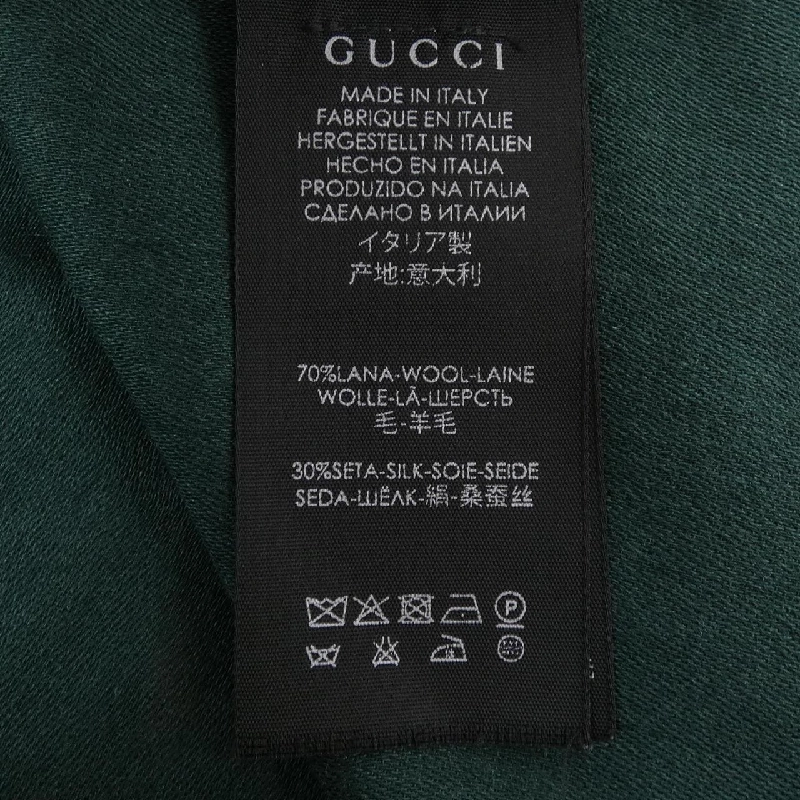 GUCCI
MADE IN ITALY
FABRIQUE EN ITALIE
HERGESTELLT IN ITALIEN
HECHO EN ITALIA
PRODUZIDO NA ITALIA
СДЕЛАНО В ИТАЛИИ
イタリア製
产地:意大利
70%LANA-WOOL-LAINE
WOLLE-LÃ-ШЕРСТЬ
毛-羊毛
30%SETA-SILK-SOIE-SEIDE
SEDA-ШЁЛК-絹-桑蚕丝
P